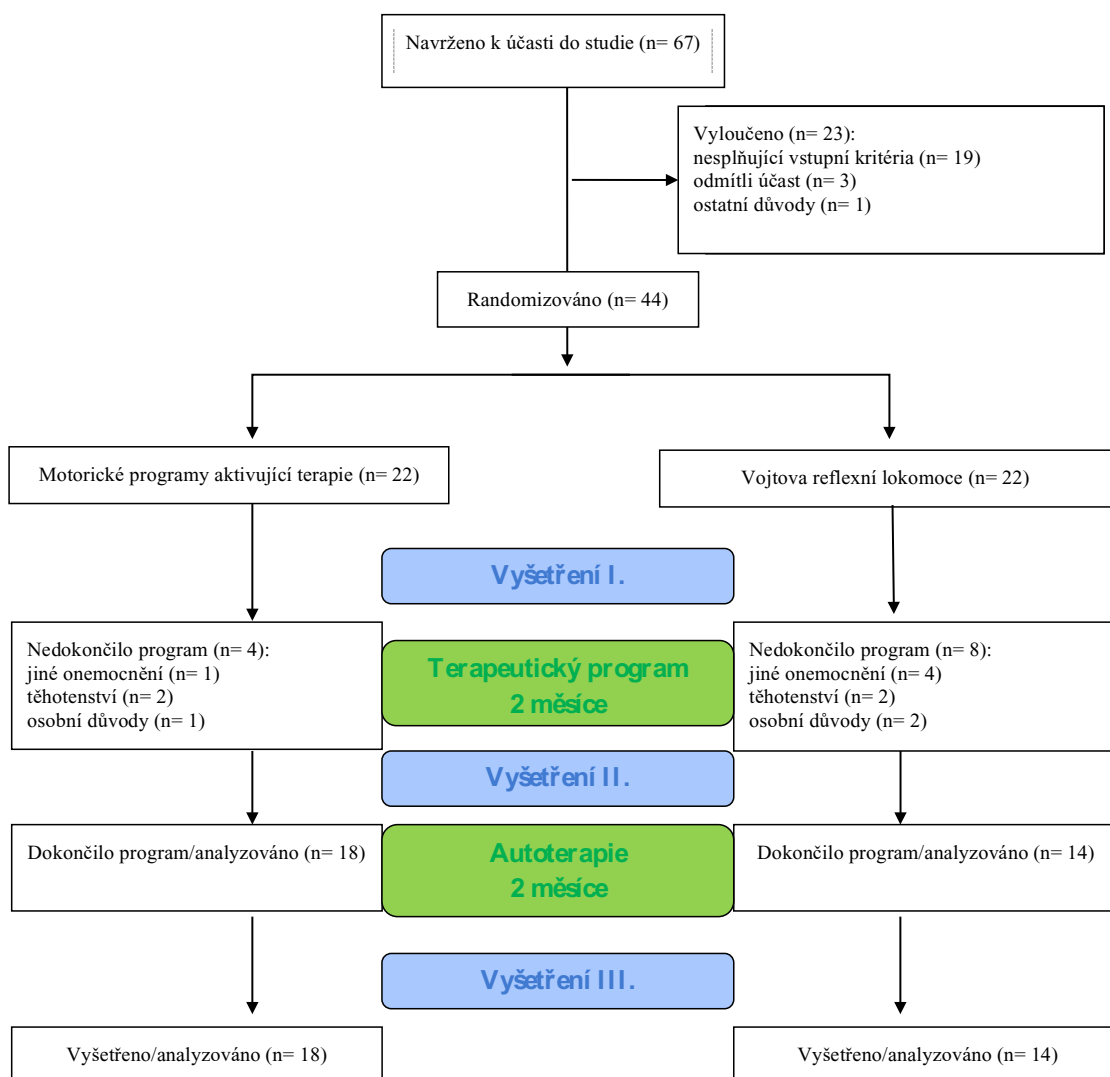 Navrženo k účasti do studie (n= 67)
Vyloučeno (n= 23):
nesplňující vstupní kritéria (n= 19)
odmítli účast (n= 3)
ostatní důvody (n= 1)
Randomizováno (n= 44)
Motorické programy aktivující terapie (n= 22)
Vojtova reflexní lokomoce (n= 22)
Vyšetření I.
Nedokončilo program (n= 4):
jiné onemocnění (n= 1)
těhotenství (n= 2)
osobní důvody (n= 1)
Terapeutický program
2 měsíce
Nedokončilo program (n= 8):
jiné onemocnění (n= 4)
těhotenství (n= 2)
osobní důvody (n= 2)
Vyšetření II.
Dokončilo program/analyzováno (n= 18)
Autoterapie
2 měsíce
Dokončilo program/analyzováno (n= 14)
Vyšetření III.
Vyšetřeno/analyzováno (n= 18)
Vyšetřeno/analyzováno (n= 14)